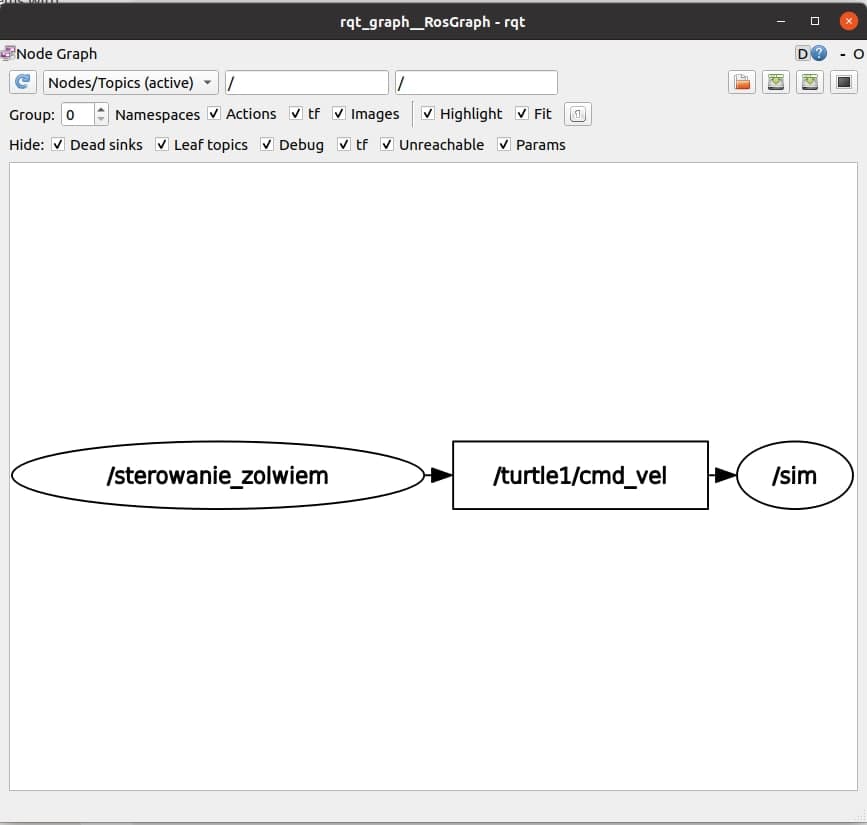 rqt_graph__RosGraph - rqt
Node Graph
D ? - O
Nodes/Topics (active) / /
Group: 0 Namespaces Actions tf Images Highlight Fit
Hide: Dead sinks Leaf topics Debug tf Unreachable Params
/sterowanie_zolwiem /turtle1/cmd_vel /sim